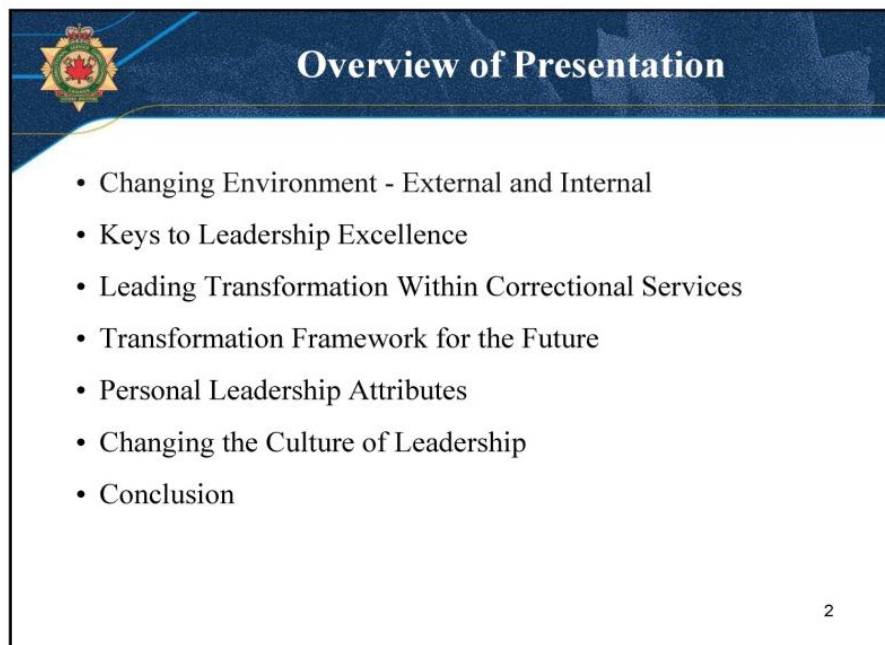 Overview of Presentation
• Changing Environment - External and Internal
• Keys to Leadership Excellence
• Leading Transformation Within Correctional Services
• Transformation Framework for the Future
• Personal Leadership Attributes
• Changing the Culture of Leadership
• Conclusion
2